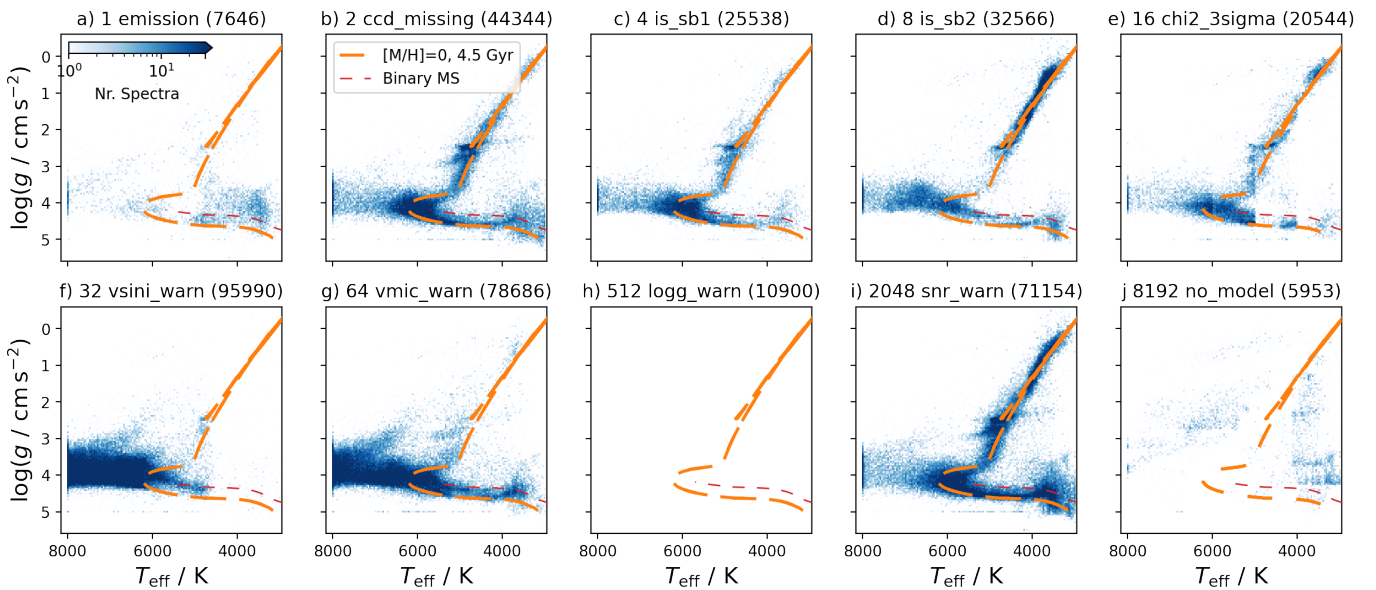 a) 1 emission (7646)
b) 2 ccd_missing (44344)
c) 4 is_sb1 (25538)
d) 8 is_sb2 (32566)
e) 16 chi2_3sigma (20544)
10⁰ 10¹
Nr. Spectra
[M/H]=0, 4.5 Gyr
Binary MS
log(g / cm s⁻²)
0
1
2
3
4
5
f) 32 vsini_warn (95990)
g) 64 vmic_warn (78686)
h) 512 logg_warn (10900)
i) 2048 snr_warn (71154)
j 8192 no_model (5953)
log(g / cm s⁻²)
0
1
2
3
4
5
8000 6000 4000
8000 6000 4000
8000 6000 4000
8000 6000 4000
8000 6000 4000
T_eff / K
T_eff / K
T_eff / K
T_eff / K
T_eff / K